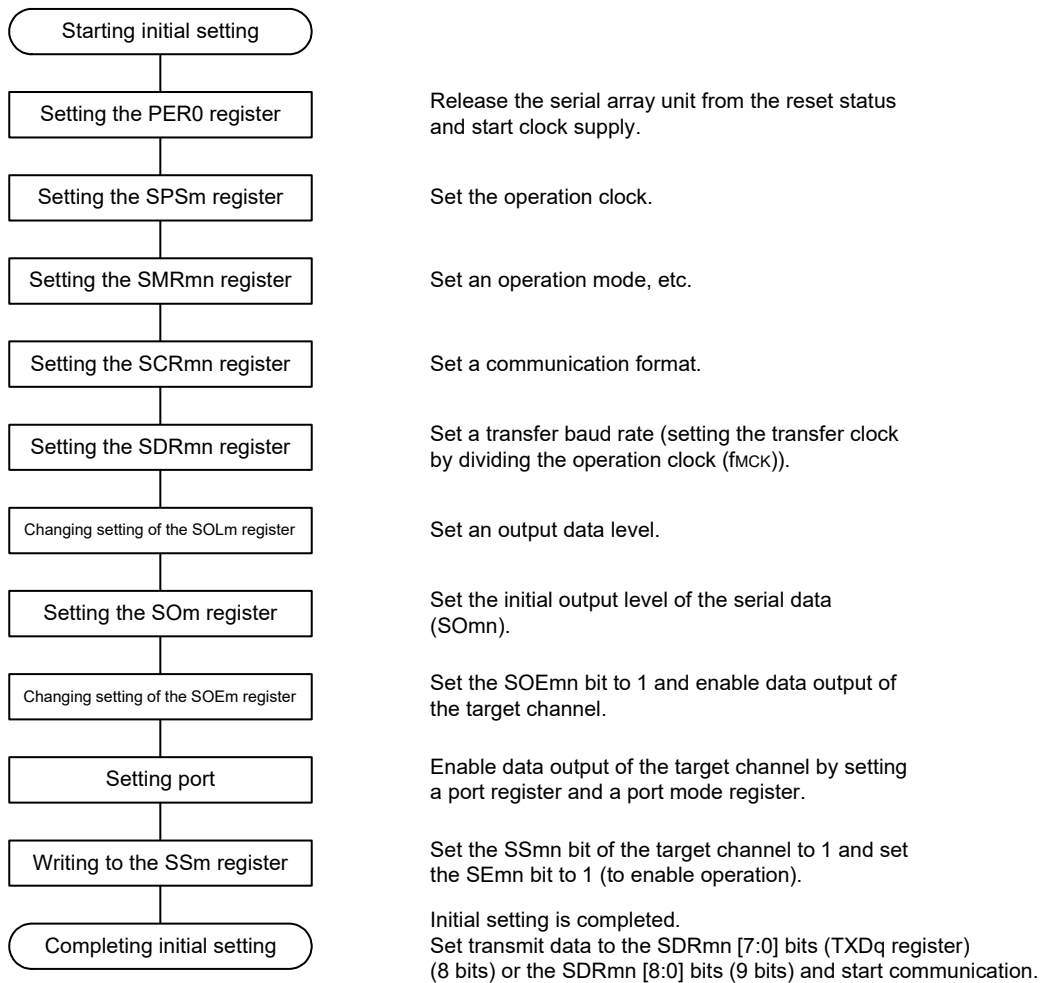 Starting initial setting
Setting the PER0 register
Release the serial array unit from the reset status
and start clock supply.
Setting the SPSm register
Set the operation clock.
Setting the SMRmn register
Set an operation mode, etc.
Setting the SCRmn register
Set a communication format.
Setting the SDRmn register
Set a transfer baud rate (setting the transfer clock
by dividing the operation clock (fMCK)).
Changing setting of the SOLm register
Set an output data level.
Setting the SOm register
Set the initial output level of the serial data
(SOmn).
Changing setting of the SOEm register
Set the SOEmn bit to 1 and enable data output of
the target channel.
Setting port
Enable data output of the target channel by setting
a port register and a port mode register.
Writing to the SSm register
Set the SSmn bit of the target channel to 1 and set
the SEmn bit to 1 (to enable operation).
Completing initial setting
Initial setting is completed.
Set transmit data to the SDRmn [7:0] bits (TXDq register)
(8 bits) or the SDRmn [8:0] bits (9 bits) and start communication.